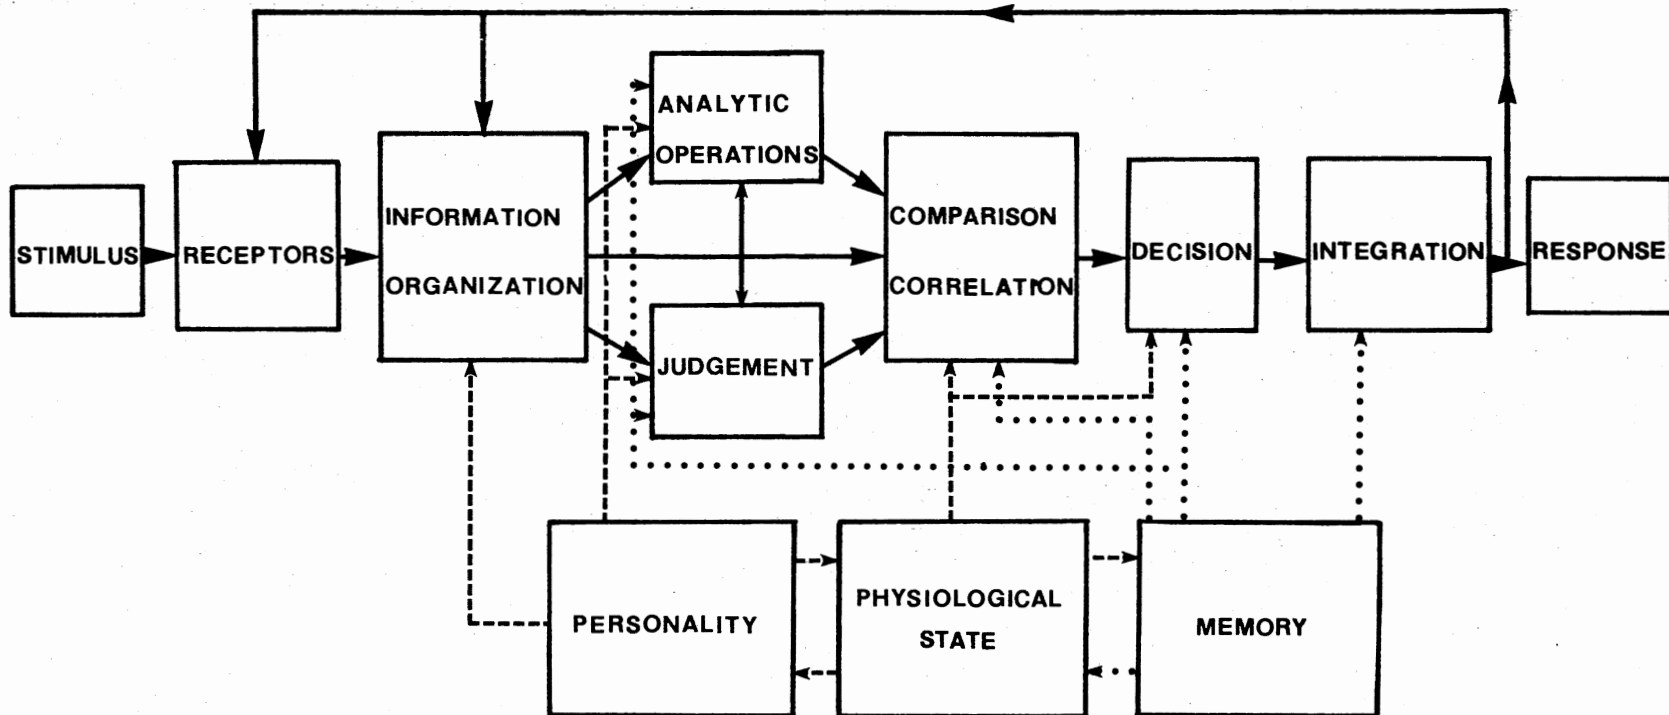 STIMULUS
RECEPTORS
INFORMATION
ORGANIZATION
ANALYTIC
OPERATIONS
JUDGEMENT
COMPARISON
CORRELATION
DECISION
INTEGRATION
RESPONSE
PERSONALITY
PHYSIOLOGICAL
STATE
MEMORY